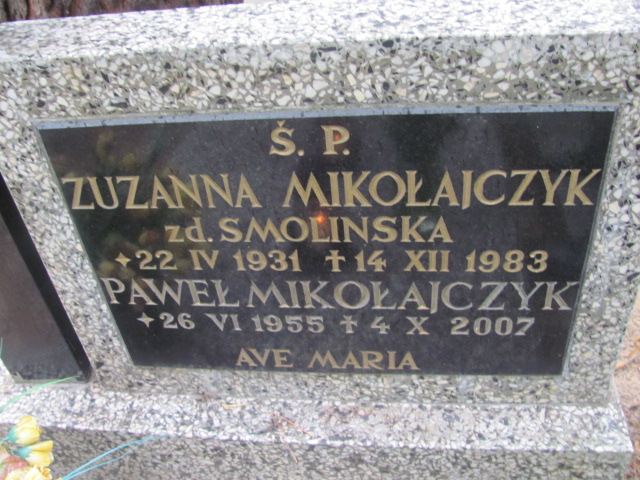 Ś. P.
ZUZANNA MIKOŁAJCZYK
zd. SMOLINSKA
✦ 22 IV 1931 ✝ 14 XII 1983
PAWEŁ MIKOŁAJCZYK
✦ 26 VI 1955 ✝ 4 X 2007
AVE MARIA